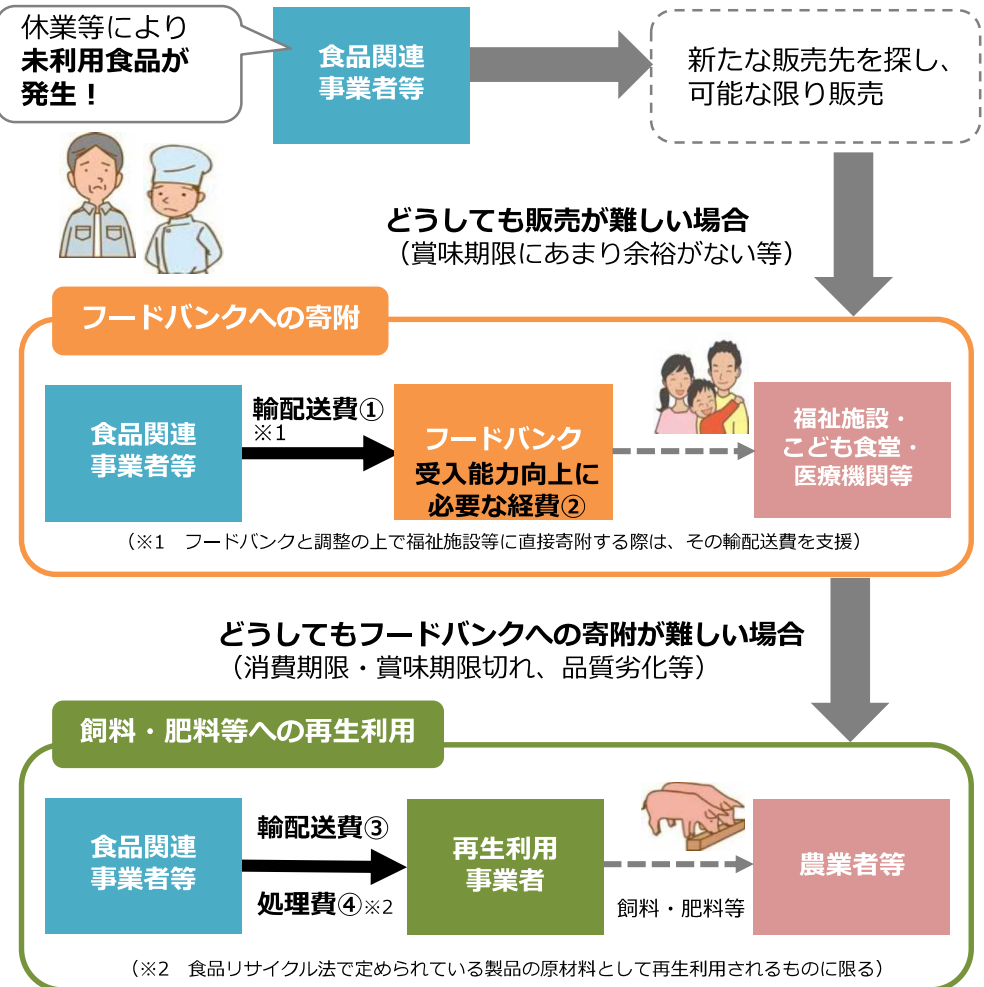 休業等により
未利用食品が
発生！
食品関連
事業者等
新たな販売先を探し、
可能な限り販売
どうしても販売が難しい場合
（賞味期限にあまり余裕がない等）
フードバンクへの寄附
食品関連
事業者等
輸配送費①
※1
フードバンク
受入能力向上に
必要な経費②
福祉施設・
こども食堂・
医療機関等
（※1　フードバンクと調整の上で福祉施設等に直接寄附する際は、その輸配送費を支援）
どうしてもフードバンクへの寄附が難しい場合
（消費期限・賞味期限切れ、品質劣化等）
飼料・肥料等への再生利用
食品関連
事業者等
輸配送費③
処理費④※2
再生利用
事業者
飼料・肥料等
農業者等
（※2　食品リサイクル法で定められている製品の原材料として再生利用されるものに限る）